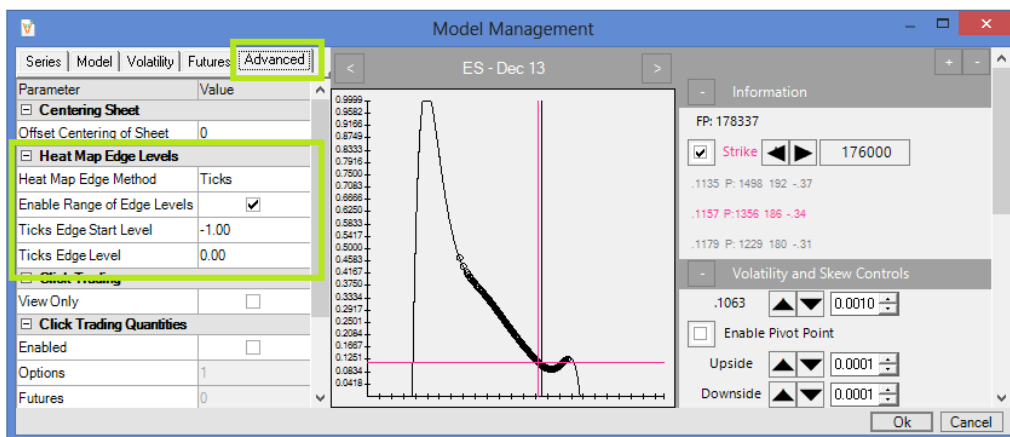 Model Management
Series Model Volatility Futures Advanced
Parameter Value
Centering Sheet
Offset Centering of Sheet 0
Heat Map Edge Levels
Heat Map Edge Method Ticks
Enable Range of Edge Levels
Ticks Edge Start Level -1.00
Ticks Edge Level 0.00
Click Trading
View Only
Click Trading Quantities
Enabled
Options 1
Futures 0
< ES - Dec 13 >
0.9999
0.9582
0.9166
0.8749
0.8333
0.7916
0.7500
0.7083
0.6666
0.6250
0.5833
0.5417
0.5000
0.4583
0.4167
0.3750
0.3334
0.2917
0.2501
0.2084
0.1667
0.1251
0.0834
0.0418
+ -
- Information
FP: 178337
Strike 176000
.1135 P: 1498 192 -.37
.1157 P:1356 186 -.34
.1179 P: 1229 180 -.31
- Volatility and Skew Controls
.1063 0.0010
Enable Pivot Point
Upside 0.0001
Downside 0.0001
Ok Cancel